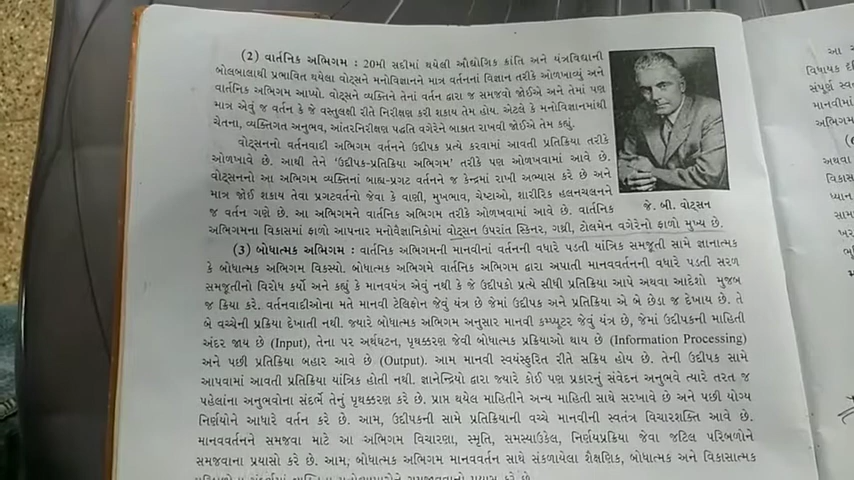 (2) વાર્તનિક અભિગમ : 20મી સદીમાં થયેલી ઔદ્યોગિક ક્રાંતિ અને યંત્રવિદ્યાની
બોલબાલાથી પ્રભાવિત થયેલા વોટ્સને મનોવિજ્ઞાનને માત્ર વર્તનનાં વિજ્ઞાન તરીકે ઓળખાવ્યું અને
વાર્તનિક અભિગમ આપ્યો. વોટ્સને વ્યક્તિને તેનાં વર્તન દ્વારા જ સમજવો જોઈએ અને તેમાં પણ
માત્ર એવું જ વર્તન કે જે વસ્તુલક્ષી રીતે નિરીક્ષણ કરી શકાય તેમ હોય. એટલે કે મનોવિજ્ઞાનમાંથી
ચેતના, વ્યક્તિગત અનુભવ, આંતરનિરીક્ષણ પદ્ધતિ વગેરેને બાકાત રાખવી જોઈએ તેમ કહ્યું.
વોટ્સનનો વર્તનવાદી અભિગમ વર્તનને ઉદ્દીપક પ્રત્યે કરવામાં આવતી પ્રતિક્રિયા તરીકે
ઓળખાવે છે. આથી તેને 'ઉદ્દીપક-પ્રતિક્રિયા અભિગમ' તરીકે પણ ઓળખવામાં આવે છે.
વોટ્સનનો આ અભિગમ વ્યક્તિનાં બાહ્ય-પ્રગટ વર્તનને જ કેન્દ્રમાં રાખી અભ્યાસ કરે છે અને
માત્ર જોઈ શકાય તેવા પ્રગટવર્તનો જેવા કે વાણી, મુખભાવ, ચેષ્ટાઓ, શારીરિક હલનચલનને
જ વર્તન ગણે છે. આ અભિગમને વાર્તનિક અભિગમ તરીકે ઓળખવામાં આવે છે. વાર્તનિક
જે. બી. વોટ્સન
અભિગમના વિકાસમાં ફાળો આપનાર મનોવૈજ્ઞાનિકોમાં વોટ્સન ઉપરાંત સ્કિનર, ગથ્રી, ટોલમેન વગેરેનો ફાળો મુખ્ય છે.
(3) બોધાત્મક અભિગમ : વાર્તનિક અભિગમની માનવીનાં વર્તનની વધારે પડતી યાંત્રિક સમજૂતી સામે જ્ઞાનાત્મક
કે બોધાત્મક અભિગમ વિકસ્યો. બોધાત્મક અભિગમે વાર્તનિક અભિગમ દ્વારા અપાતી માનવવર્તનની વધારે પડતી સરળ
સમજૂતીનો વિરોધ કર્યો અને કહ્યું કે માનવયંત્ર એવું નથી કે જે ઉદ્દીપકો પ્રત્યે સીધી પ્રતિક્રિયા આપે અથવા આદેશો મુજબ
જ ક્રિયા કરે. વર્તનવાદીઓના મતે માનવી ટેલિફોન જેવું યંત્ર છે જેમાં ઉદ્દીપક અને પ્રતિક્રિયા એ બે છેડા જ દેખાય છે. તે
બે વચ્ચેની પ્રક્રિયા દેખાતી નથી. જ્યારે બોધાત્મક અભિગમ અનુસાર માનવી કમ્પ્યૂટર જેવું યંત્ર છે, જેમાં ઉદ્દીપકની માહિતી
અંદર જાય છે (Input), તેના પર અર્થઘટન, પૃથક્કરણ જેવી બોધાત્મક પ્રક્રિયાઓ થાય છે (Information Processing)
અને પછી પ્રતિક્રિયા બહાર આવે છે (Output). આમ માનવી સ્વયંસ્ફુરિત રીતે સક્રિય હોય છે. તેની ઉદ્દીપક સામે
આપવામાં આવતી પ્રતિક્રિયા યાંત્રિક હોતી નથી. જ્ઞાનેન્દ્રિયો દ્વારા જ્યારે કોઈ પણ પ્રકારનું સંવેદન અનુભવે ત્યારે તરત જ
પહેલાંના અનુભવોના સંદર્ભે તેનું પૃથક્કરણ કરે છે. પ્રાપ્ત થયેલ માહિતીને અન્ય માહિતી સાથે સરખાવે છે અને પછી યોગ્ય
નિર્ણયોને આધારે વર્તન કરે છે. આમ, ઉદ્દીપકની સામે પ્રતિક્રિયાની વચ્ચે માનવીની સ્વતંત્ર વિચારશક્તિ આવે છે.
માનવવર્તનને સમજવા માટે આ અભિગમ વિચારણા, સ્મૃતિ, સમસ્યાઉકેલ, નિર્ણયપ્રક્રિયા જેવા જટિલ પરિબળોને
સમજવાના પ્રયાસો કરે છે. આમ, બોધાત્મક અભિગમ માનવવર્તન સાથે સંકળાયેલા શૈક્ષણિક, બોધાત્મક અને વિકાસાત્મક